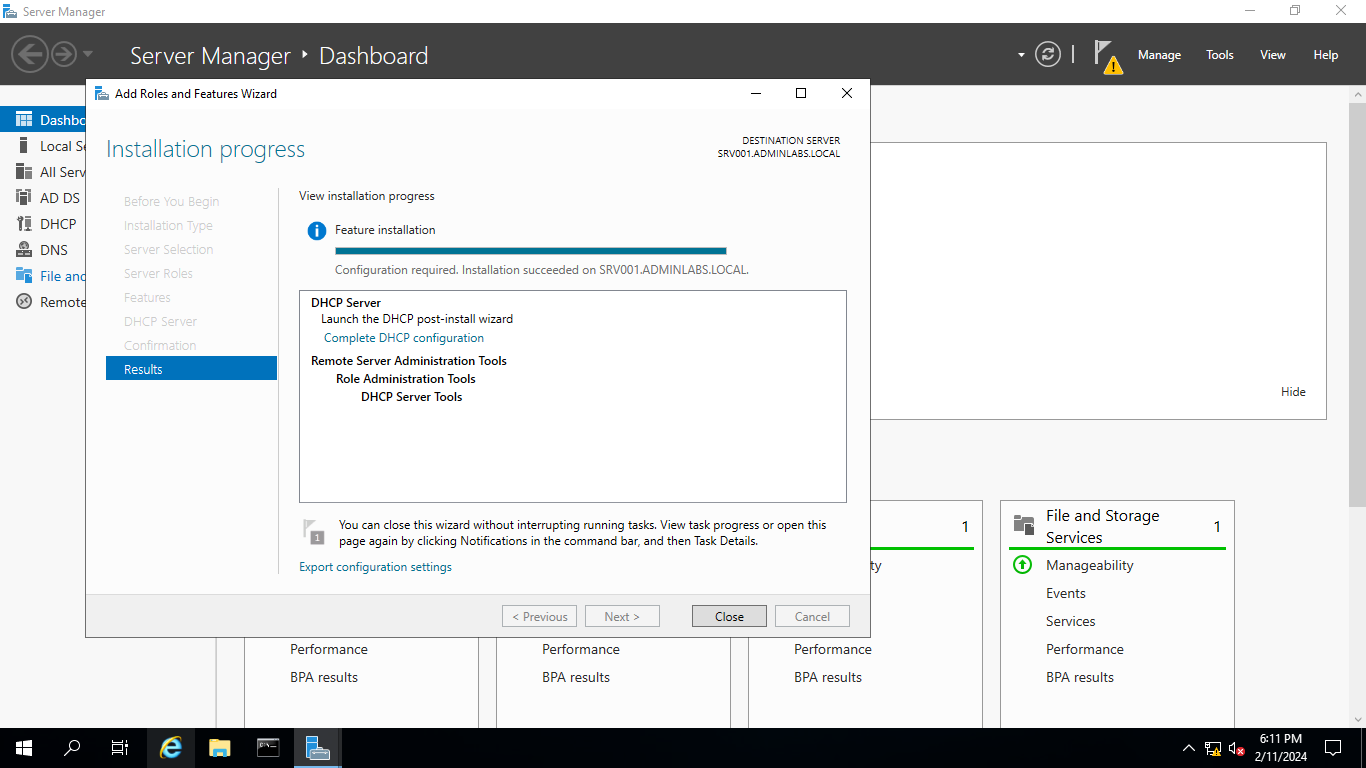 Server Manager
Server Manager ‣ Dashboard
Manage
Tools
View
Help
Add Roles and Features Wizard
Installation progress
DESTINATION SERVER
SRV001.ADMINLABS.LOCAL
Dashbo
Local Se
All Serv
AD DS
DHCP
DNS
File and
Remote
Before You Begin
Installation Type
Server Selection
Server Roles
Features
DHCP Server
Confirmation
Results
View installation progress
Feature installation
Configuration required. Installation succeeded on SRV001.ADMINLABS.LOCAL.
DHCP Server
Launch the DHCP post-install wizard
Complete DHCP configuration
Remote Server Administration Tools
Role Administration Tools
DHCP Server Tools
1
You can close this wizard without interrupting running tasks. View task progress or open this
page again by clicking Notifications in the command bar, and then Task Details.
Export configuration settings
< Previous
Next >
Close
Cancel
Hide
Performance
BPA results
Performance
BPA results
1
ty
Performance
BPA results
File and Storage
Services
1
Manageability
Events
Services
Performance
BPA results
6:11 PM
2/11/2024